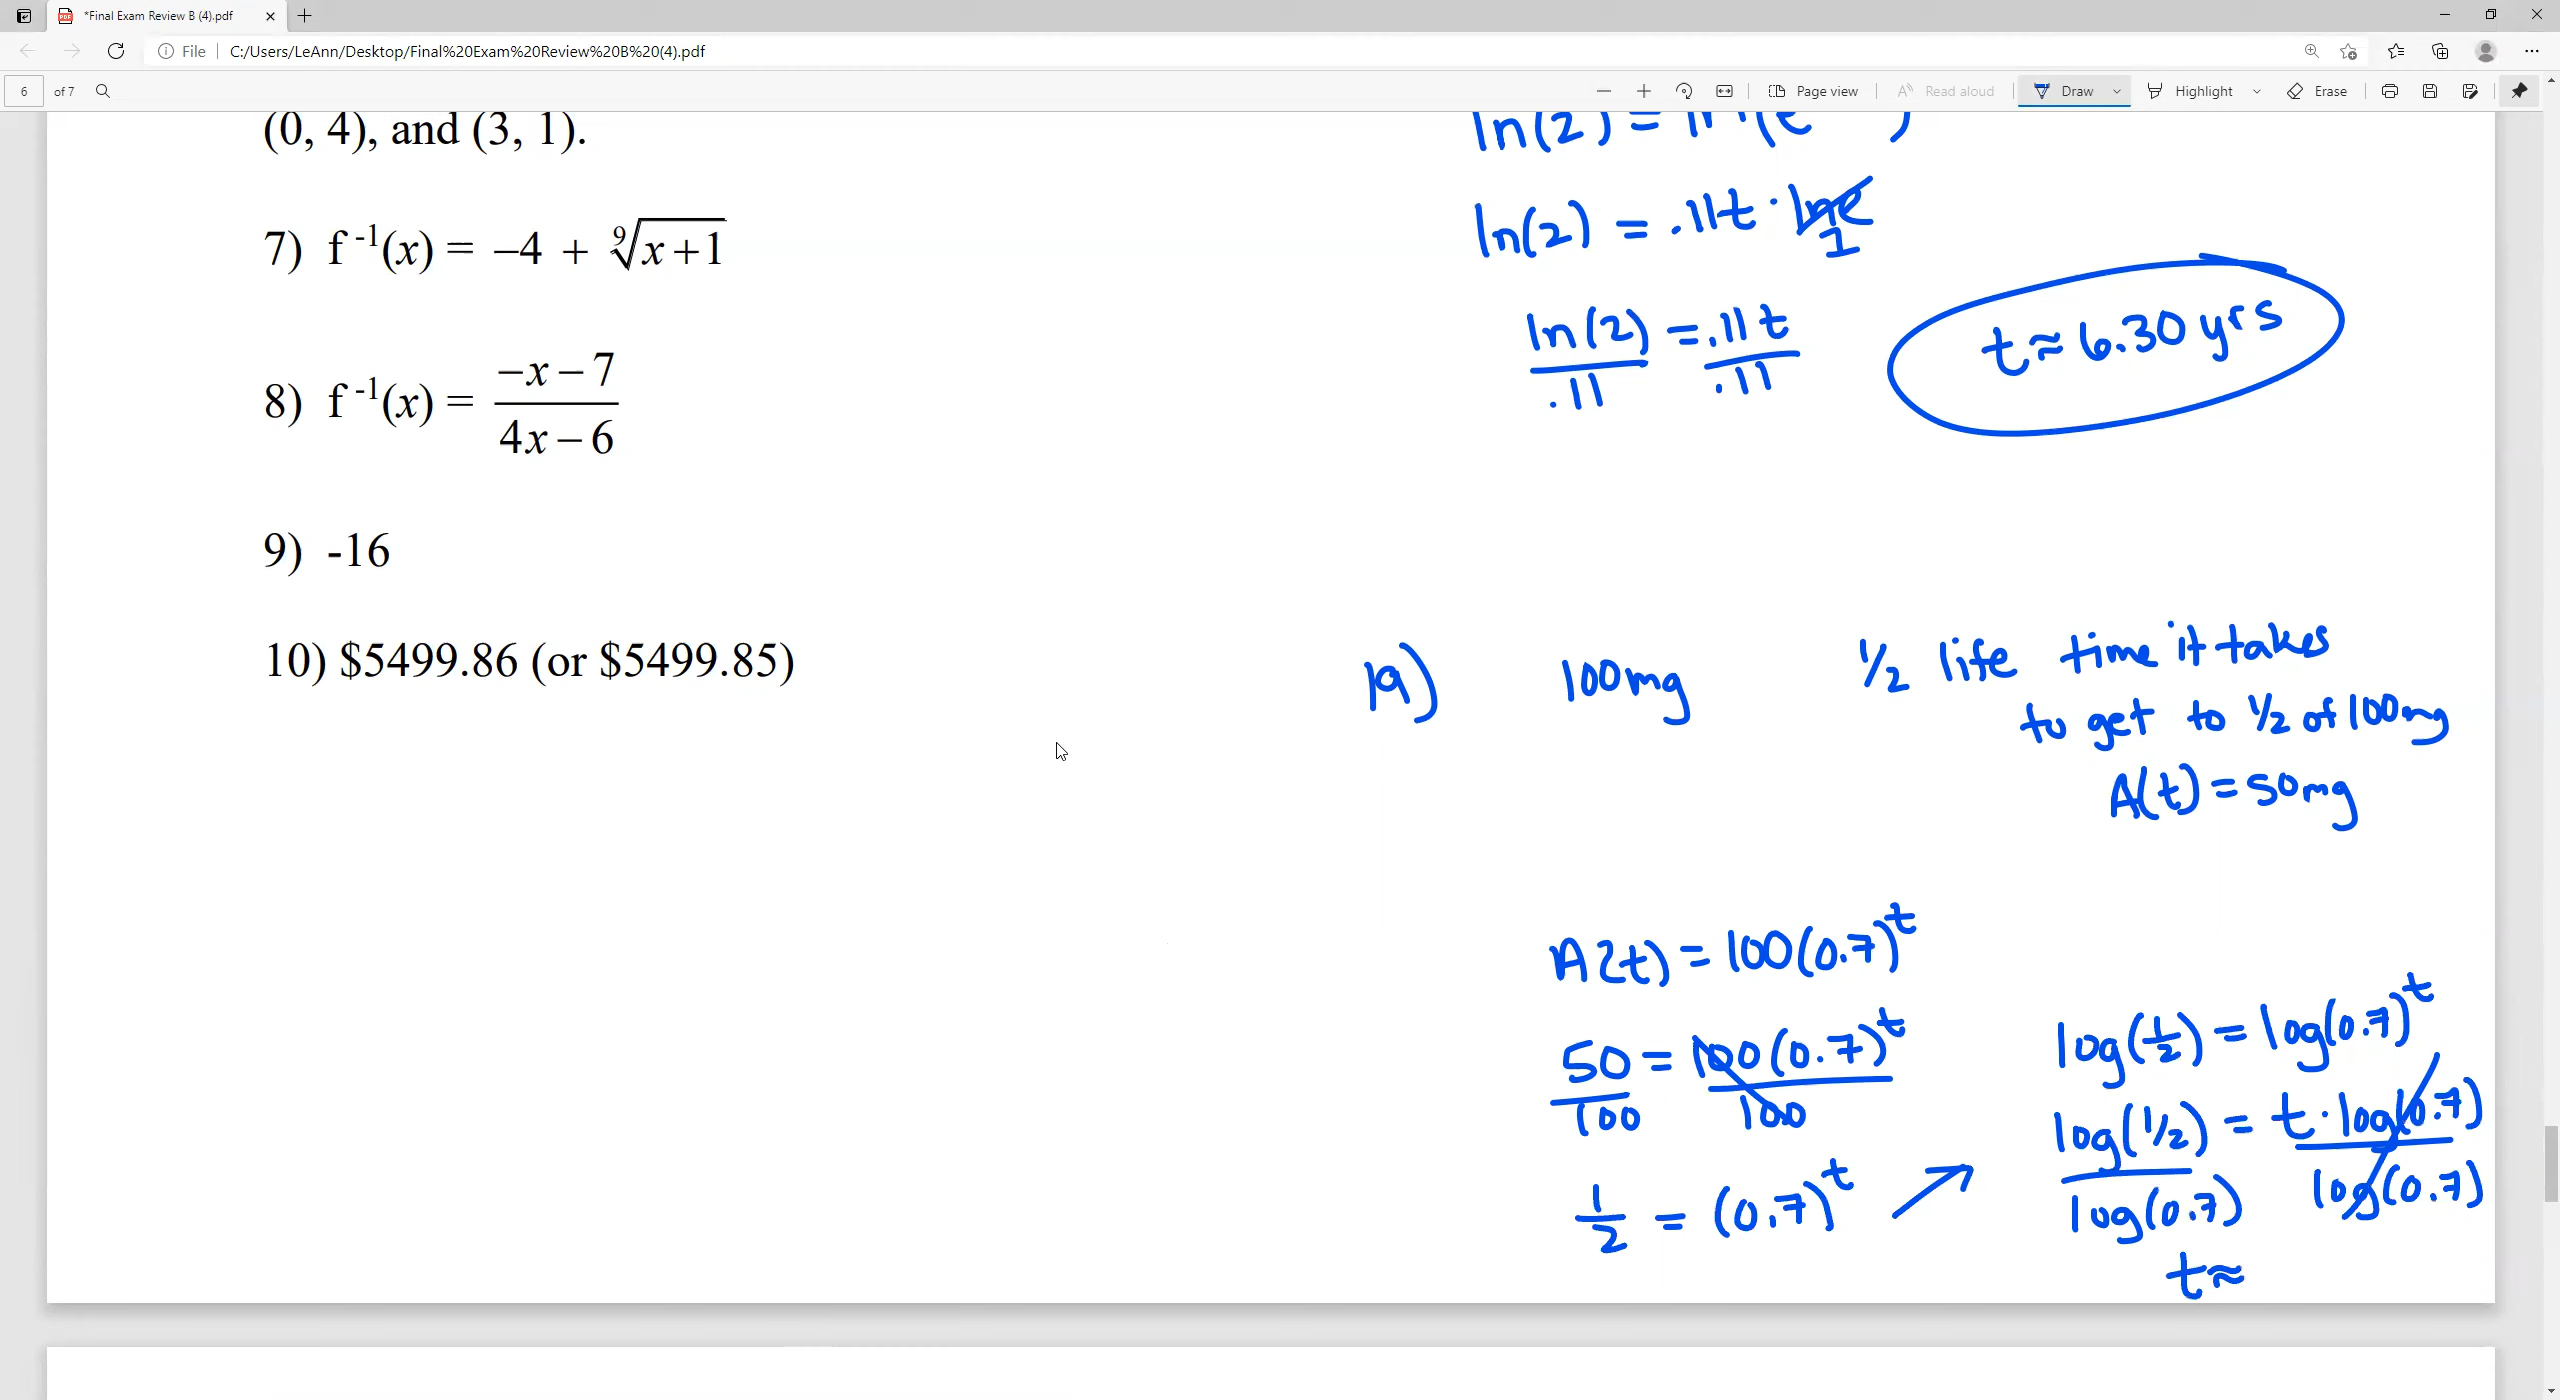 *Final Exam Review B (4).pdf
File C:/Users/LeAnn/Desktop/Final%20Exam%20Review%20B%20(4).pdf
6 of 7 Page view Read aloud Draw Highlight Erase
(0, 4), and (3, 1).
7) f⁻¹(x) = –4 + ⁹√(x+1)
8) f⁻¹(x) = (–x – 7)/(4x – 6)
9) -16
10) $5499.86 (or $5499.85)
ln(2) = ln(e )
ln(2) = .11t · lne
1
ln(2) = .11t
.11 .11
t ≈ 6.30 yrs
19) 100mg 1/2 life time it takes
to get to 1/2 of 100mg
A(t) = 50mg
A(t) = 100(0.7)^t
50 = 100(0.7)^t
100 100
1/2 = (0.7)^t
log(1/2) = log(0.7)^t
log(1/2) = t · log(0.7)
log(0.7) log(0.7)
t ≈